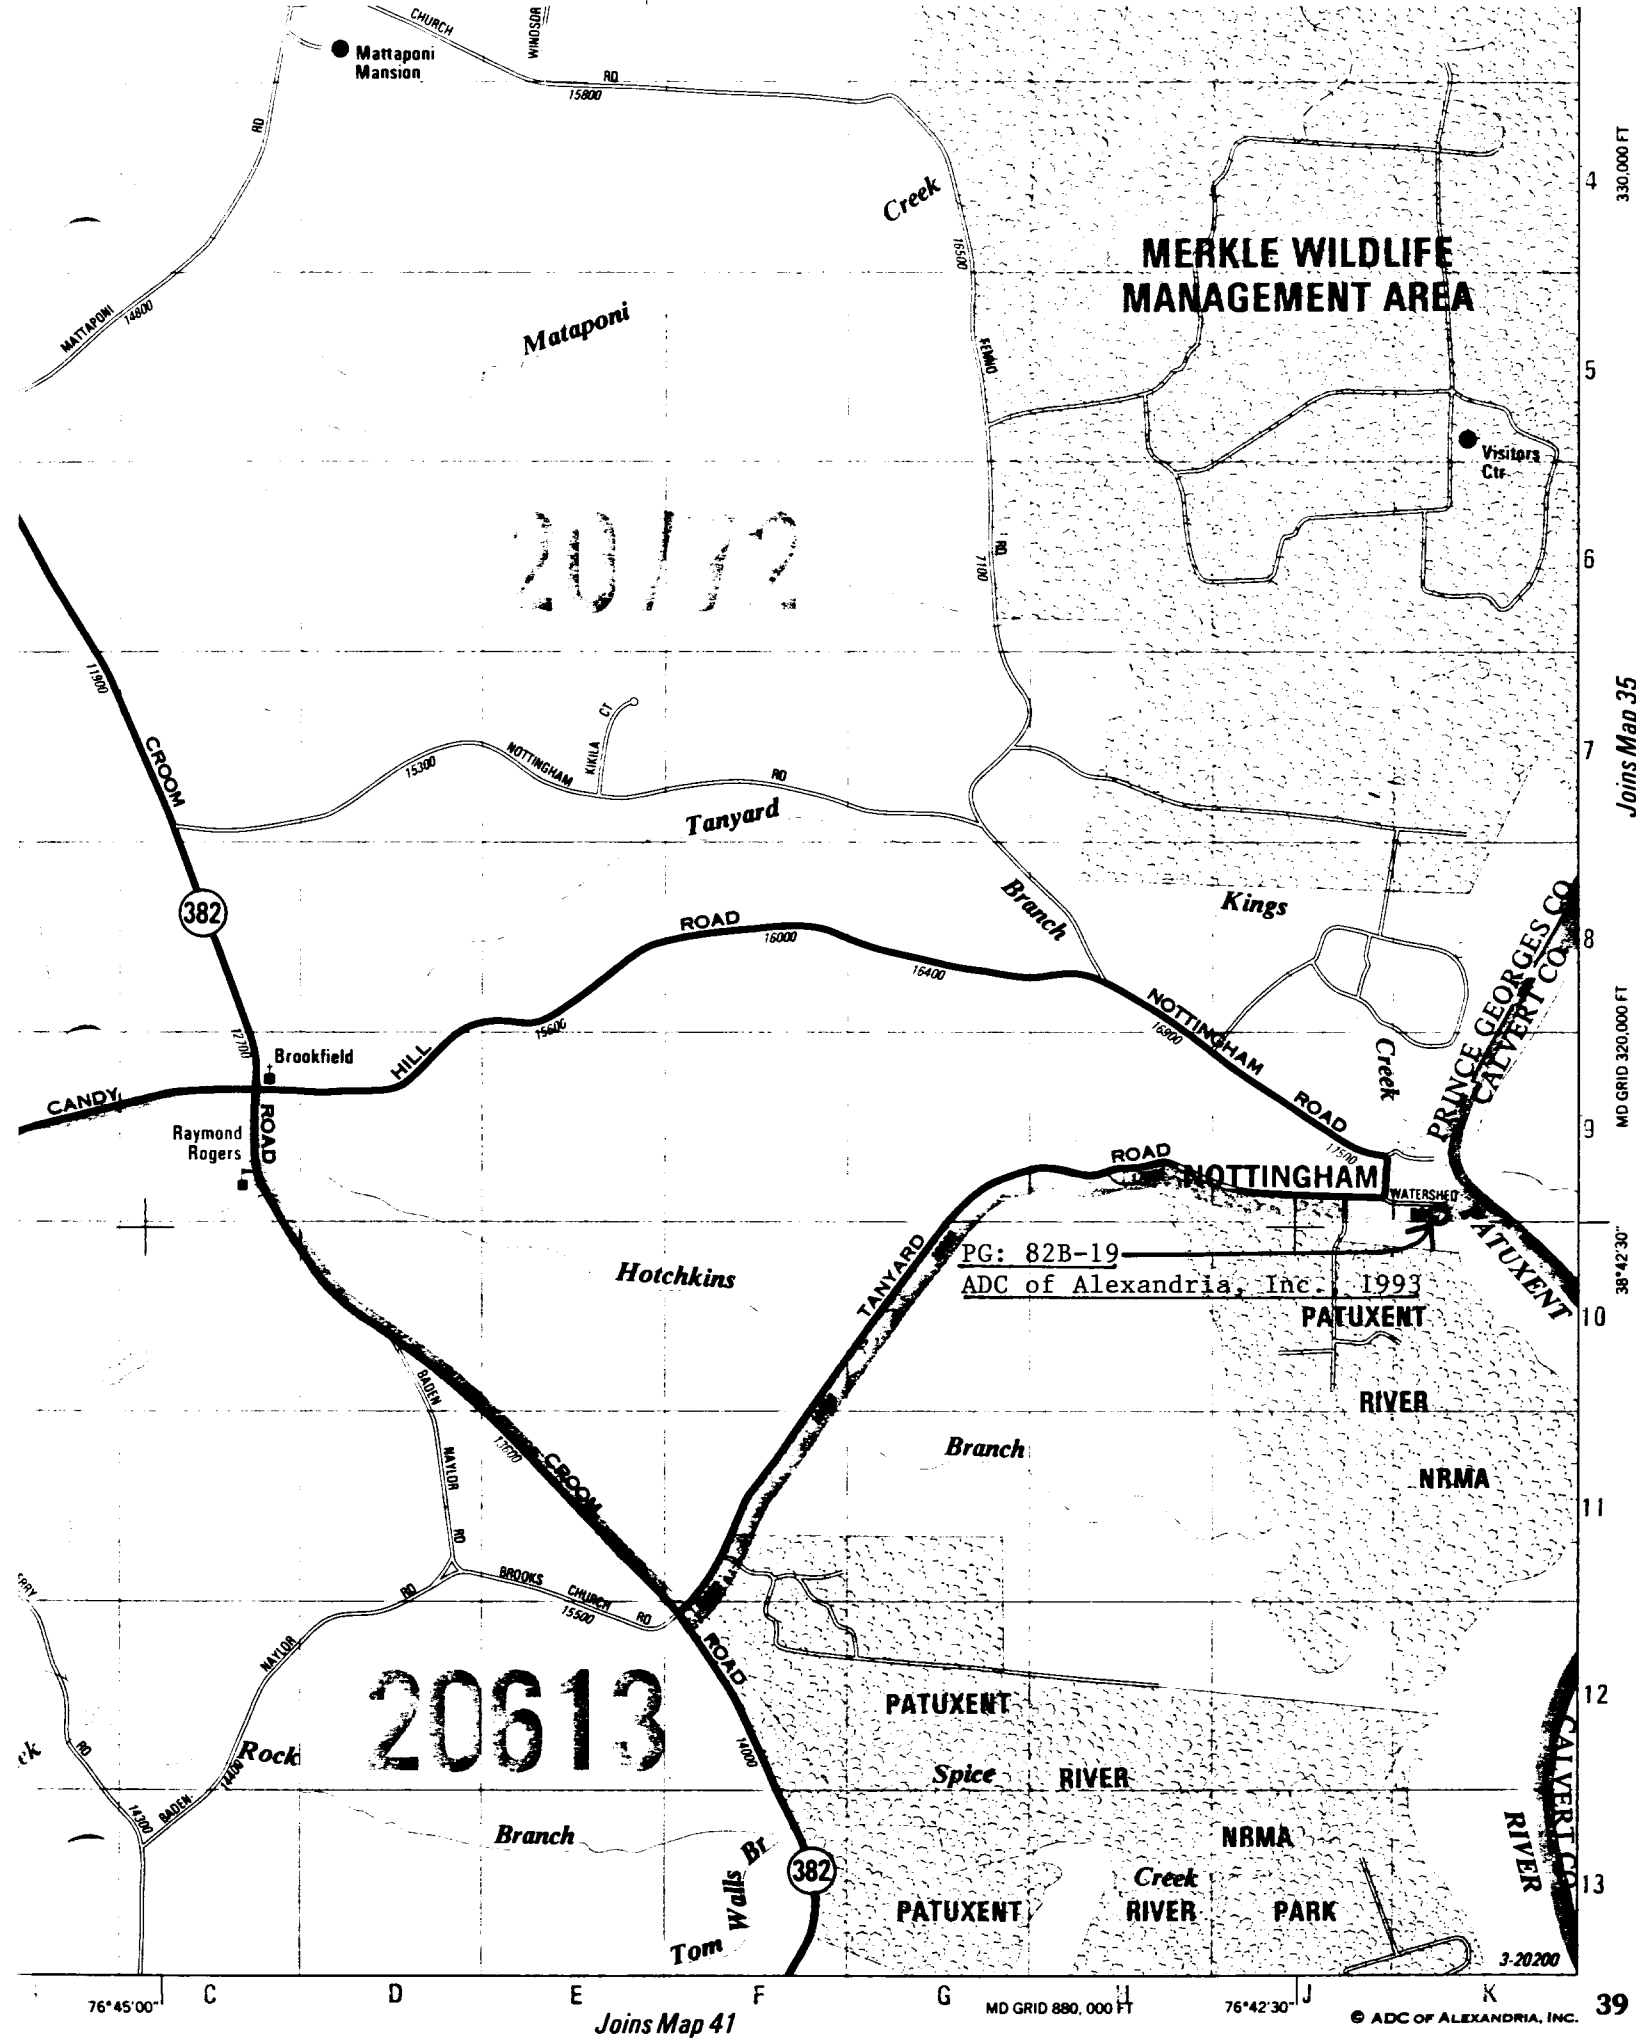 CHURCH
WINDSOR
Mattaponi
Mansion
RD
15800
RD
4
330,000 FT
Creek
16500
MERKLE WILDLIFE
MANAGEMENT AREA
MATTAPONI
14800
Mataponi
FENNO
5
Visitors
Ctr
20772
RD
7100
6
11900
Joins Map 35
CROOM
KIKILA
CT
NOTTINGHAM
15300
RD
7
Tanyard
382
Branch
Kings
ROAD
16000
16400
8
PRINCE GEORGES CO
CALVERT CO
NOTTINGHAM
16900
15600
12700
Brookfield
HILL
CANDY
Creek
MD GRID 320,000 FT
ROAD
ROAD
9
Raymond
Rogers
17500
ROAD
NOTTINGHAM
WATERSHED
PATUXENT
TANYARD
PG: 82B-19
38°42'30"
Hotchkins
ADC of Alexandria, Inc., 1993
PATUXENT
10
BADEN
RIVER
13600
CROOM
Branch
NAYLOR
NRMA
11
RD
BROOKS
CHURCH
RD
15500
RD
ROAD
NAYLOR
20613
PATUXENT
12
CALVERT CO
RD
Rock
14400
14000
Spice
RIVER
BADEN
14300
Branch
Tom Walls Br
NRMA
RIVER
382
Creek
13
PATUXENT
RIVER
PARK
3-20200
76°45'00"
C
D
E
F
G
MD GRID 880,000 FT
H
76°42'30"
J
K
39
Joins Map 41
© ADC OF ALEXANDRIA, INC.